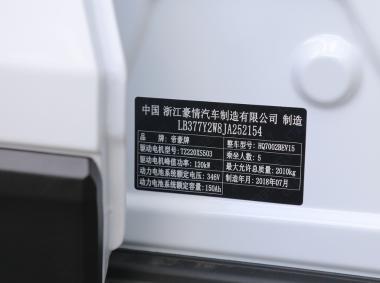 中国 浙江豪情汽车制造有限公司 制造
LB377Y2W8JA252154
品牌：帝豪牌
整车型号：HQ7002BEV15
驱动电机型号：TZ220XS503
乘坐人数：5
驱动电机峰值功率：120kW
最大允许总质量：2010kg
动力电池系统额定电压：346V
制造年月：2018年07月
动力电池系统额定容量：150Ah